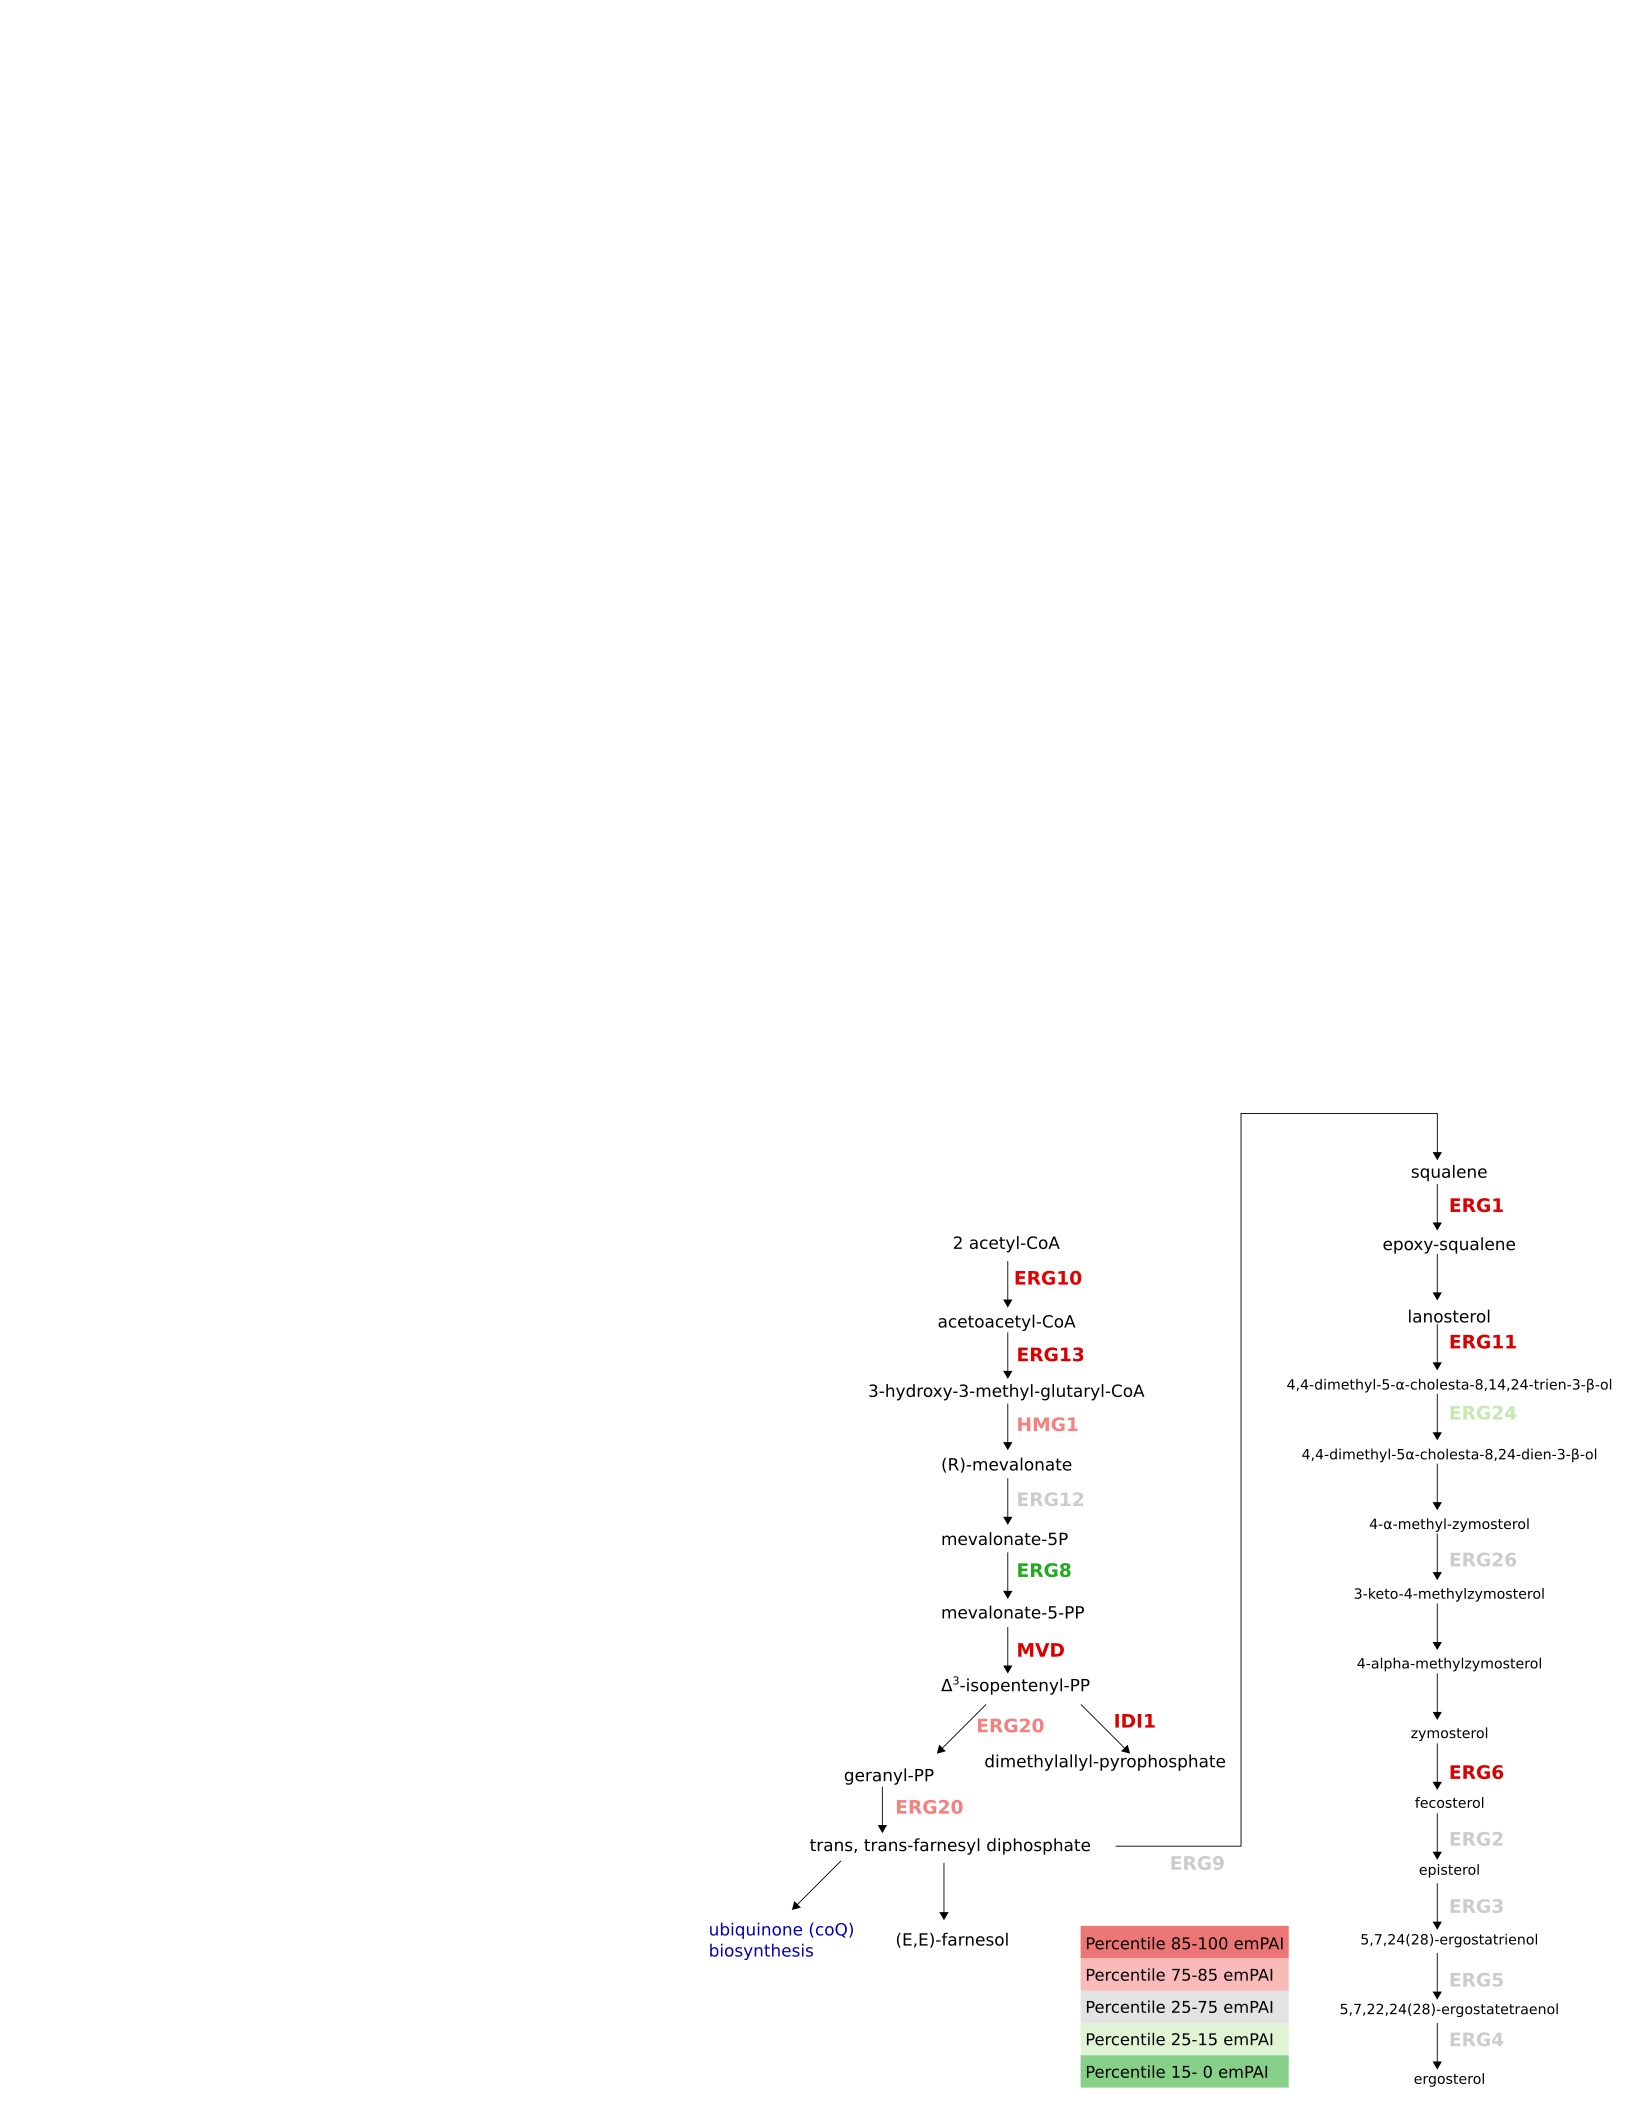 2 acetyl-CoA
ERG10
acetoacetyl-CoA
ERG13
3-hydroxy-3-methyl-glutaryl-CoA
HMG1
(R)-mevalonate
ERG12
mevalonate-5P
ERG8
mevalonate-5-PP
MVD
Δ³-isopentenyl-PP
ERG20
IDI1
dimethylallyl-pyrophosphate
geranyl-PP
ERG20
trans, trans-farnesyl diphosphate
ERG9
ubiquinone (coQ)
biosynthesis
(E,E)-farnesol
squalene
ERG1
epoxy-squalene
lanosterol
ERG11
4,4-dimethyl-5-α-cholesta-8,14,24-trien-3-β-ol
ERG24
4,4-dimethyl-5α-cholesta-8,24-dien-3-β-ol
4-α-methyl-zymosterol
ERG26
3-keto-4-methylzymosterol
4-alpha-methylzymosterol
zymosterol
ERG6
fecosterol
ERG2
episterol
ERG3
5,7,24(28)-ergostatrienol
ERG5
5,7,22,24(28)-ergostatetraenol
ERG4
ergosterol
Percentile 85-100 emPAI
Percentile 75-85 emPAI
Percentile 25-75 emPAI
Percentile 25-15 emPAI
Percentile 15- 0 emPAI